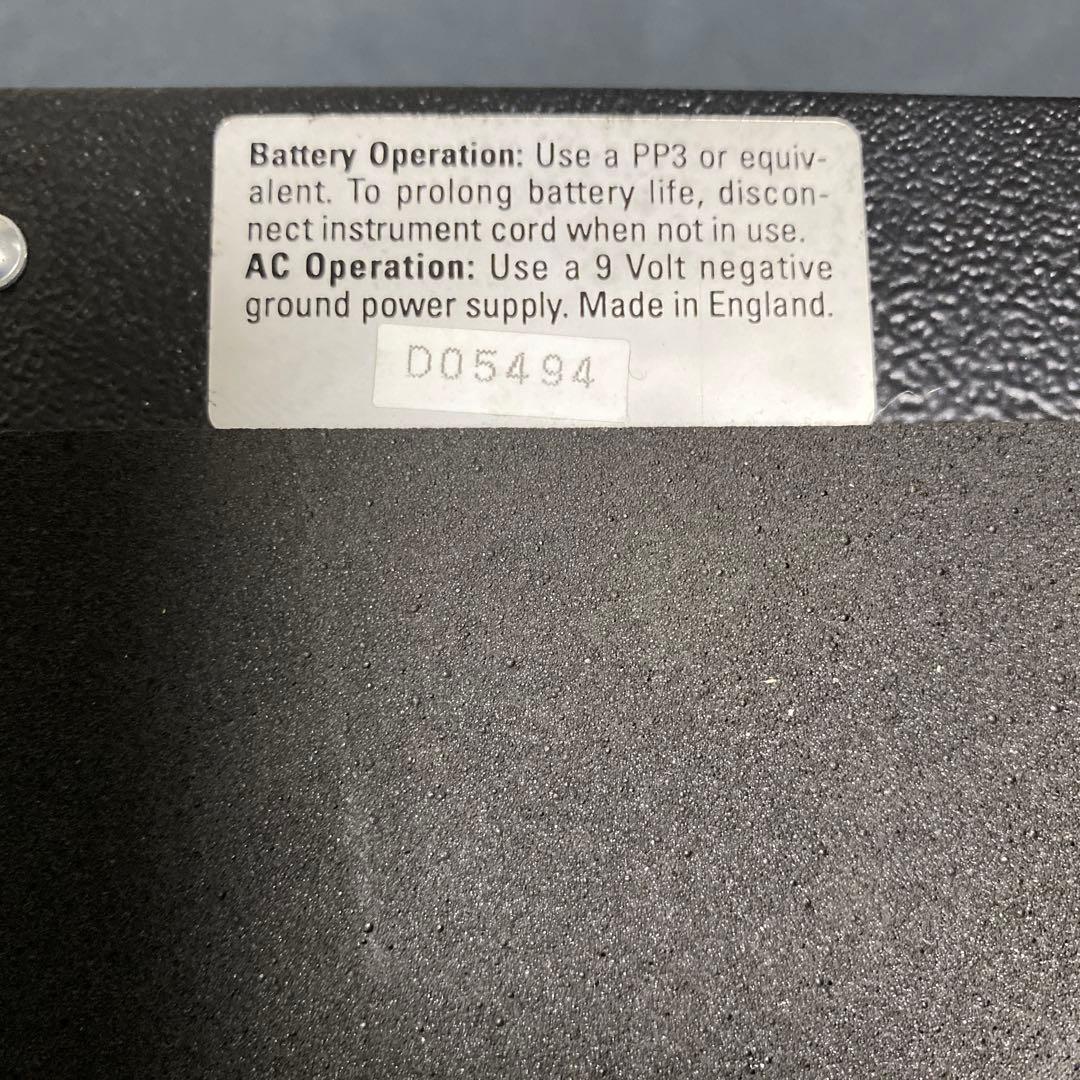 Battery Operation: Use a PP3 or equiv-
alent. To prolong battery life, discon-
nect instrument cord when not in use.
AC Operation: Use a 9 Volt negative
ground power supply. Made in England.
D05494